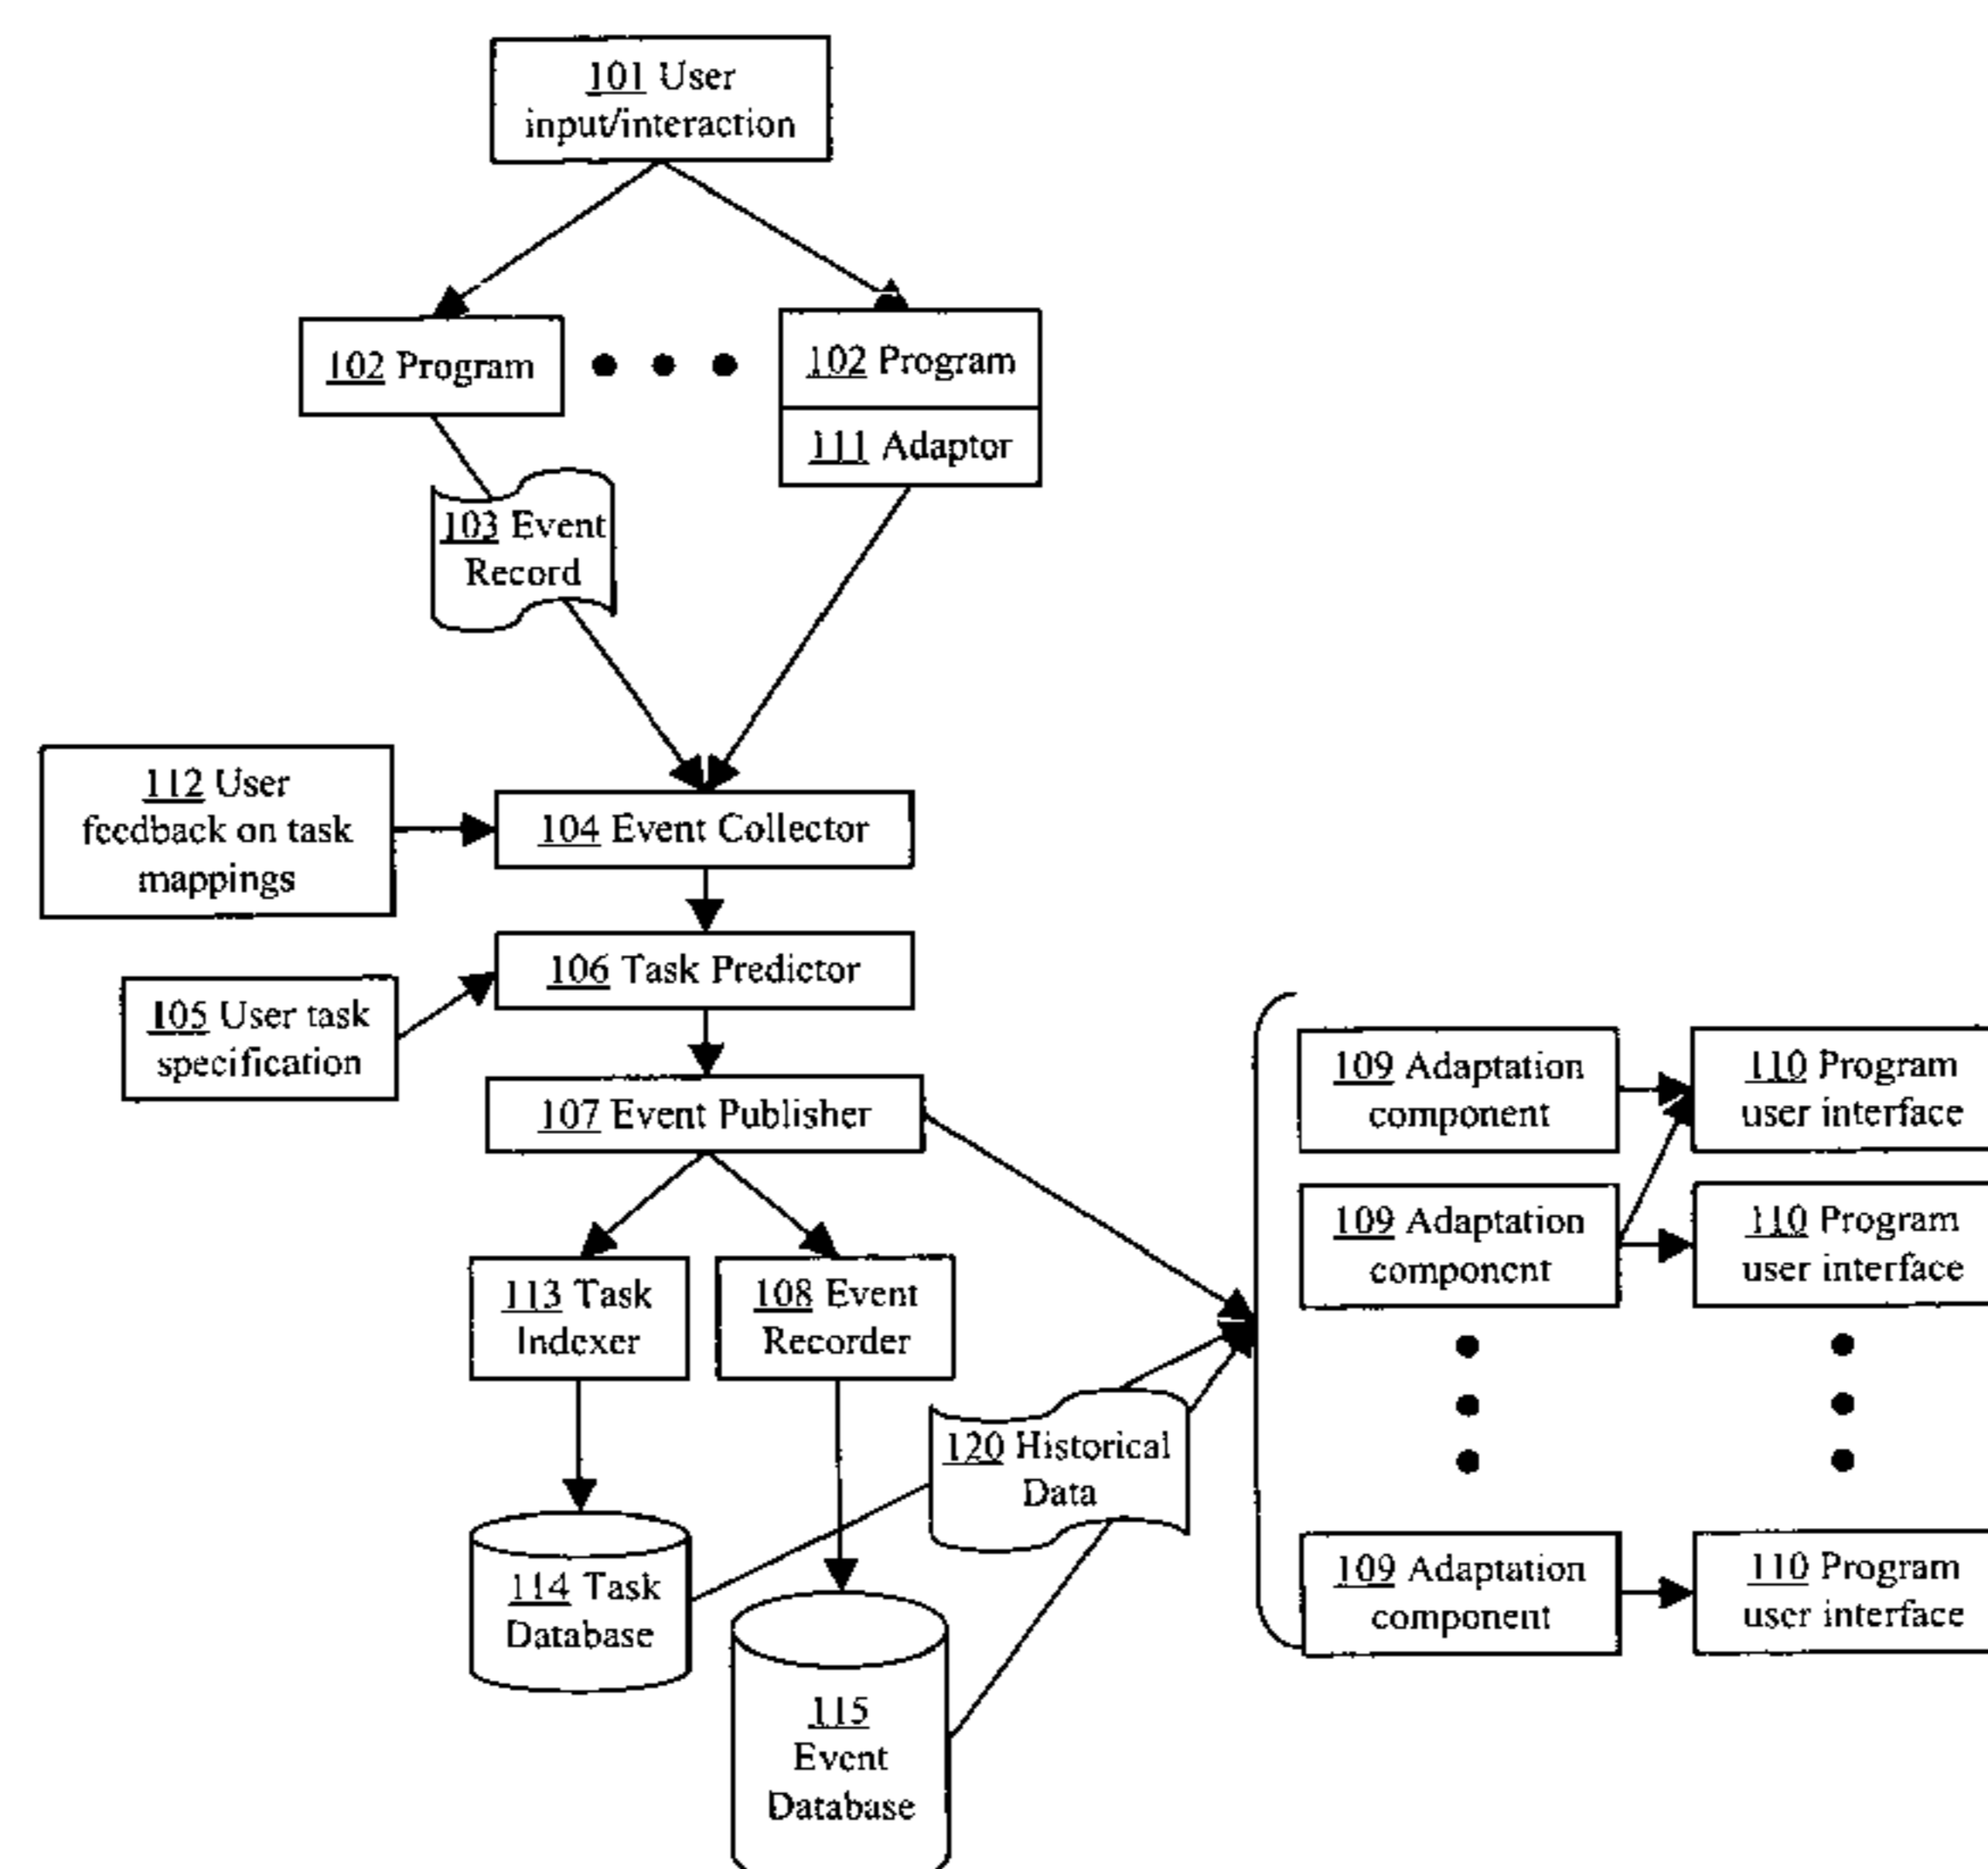 101 User
input/interaction
102 Program
102 Program
111 Adaptor
103 Event
Record
112 User
feedback on task
mappings
104 Event Collector
106 Task Predictor
105 User task
specification
107 Event Publisher
109 Adaptation
component
110 Program
user interface
109 Adaptation
component
110 Program
user interface
113 Task
Indexer
108 Event
Recorder
120 Historical
Data
109 Adaptation
component
110 Program
user interface
114 Task
Database
115
Event
Database